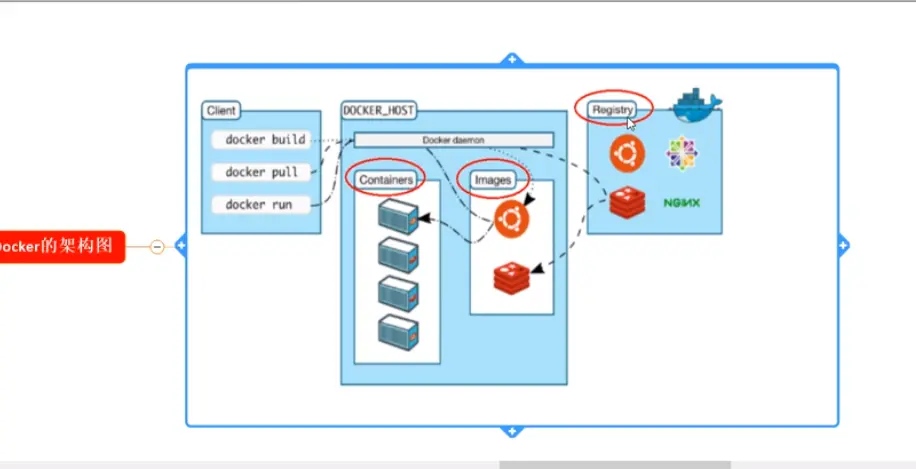 Client
DOCKER_HOST
Registry
docker build
Docker daemon
docker pull
Containers
Images
docker run
NGINX
Docker的架构图